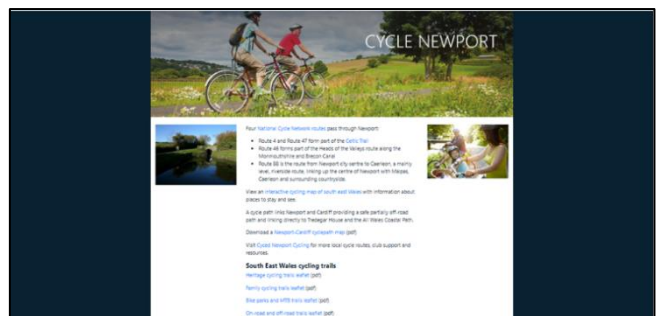 CYCLE NEWPORT
Four National Cycle Network routes pass through Newport:
Route 4 and Route 47 form part of the Celtic Trail
Route 46 forms part of the Heads of the Valleys route along the
Monmouthshire and Brecon Canal
Route 88 is the route from Newport city centre to Caerleon, a mainly
level, riverside route, linking up the centre of Newport with Malpas,
Caerleon and surrounding countryside.
View an interactive cycling map of south east Wales with information about
places to stay and see.
A cycle path links Newport and Cardiff providing a safe partially off-road
path and linking directly to Tredegar House and the All Wales Coastal Path.
Download a Newport-Cardiff cyclepath map (pdf)
Visit Newport Cycling for more local cycle routes, club support and
resources.
South East Wales cycling trails
Heritage cycling trails leaflet (pdf)
Family cycling trails leaflet (pdf)
Bike parks and MTB trails leaflet (pdf)
On road and off-road trails leaflet (pdf)